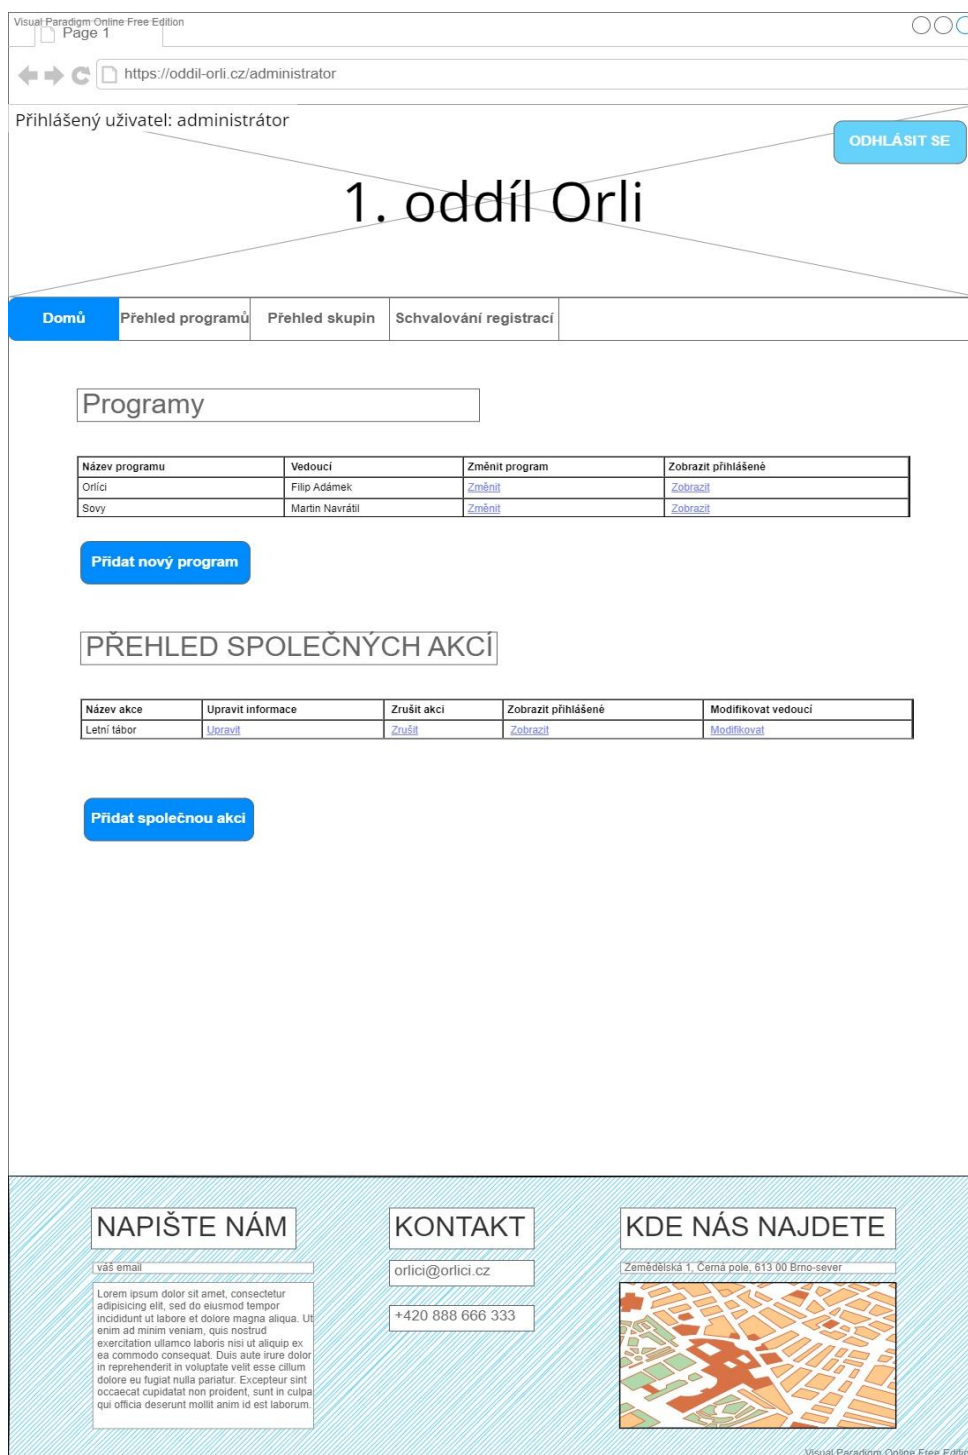 Visual Paradigm Online Free Edition
Page 1
https://oddil-orli.cz/administrator
Přihlášený uživatel: administrátor
ODHLÁSIT SE
1. oddíl Orli
Domů Přehled programů Přehled skupin Schvalování registrací
Programy
Název programu Vedoucí Změnit program Zobrazit přihlášené
Orlíci Filip Adámek Změnit Zobrazit
Sovy Martin Navrátil Změnit Zobrazit
Přidat nový program
PŘEHLED SPOLEČNÝCH AKCÍ
Název akce Upravit informace Zrušit akci Zobrazit přihlášené Modifikovat vedoucí
Letní tábor Upravit Zrušit Zobrazit Modifikovat
Přidat společnou akci
NAPIŠTE NÁM
váš email
Lorem ipsum dolor sit amet, consectetur
adipisicing elit, sed do eiusmod tempor
incididunt ut labore et dolore magna aliqua. Ut
enim ad minim veniam, quis nostrud
exercitation ullamco laboris nisi ut aliquip ex
ea commodo consequat. Duis aute irure dolor
in reprehenderit in voluptate velit esse cillum
dolore eu fugiat nulla pariatur. Excepteur sint
occaecat cupidatat non proident, sunt in culpa
qui officia deserunt mollit anim id est laborum.
KONTAKT
orlici@orlici.cz
+420 888 666 333
KDE NÁS NAJDETE
Zemědělská 1, Černá pole, 613 00 Brno-sever
Visual Paradigm Online Free Edition